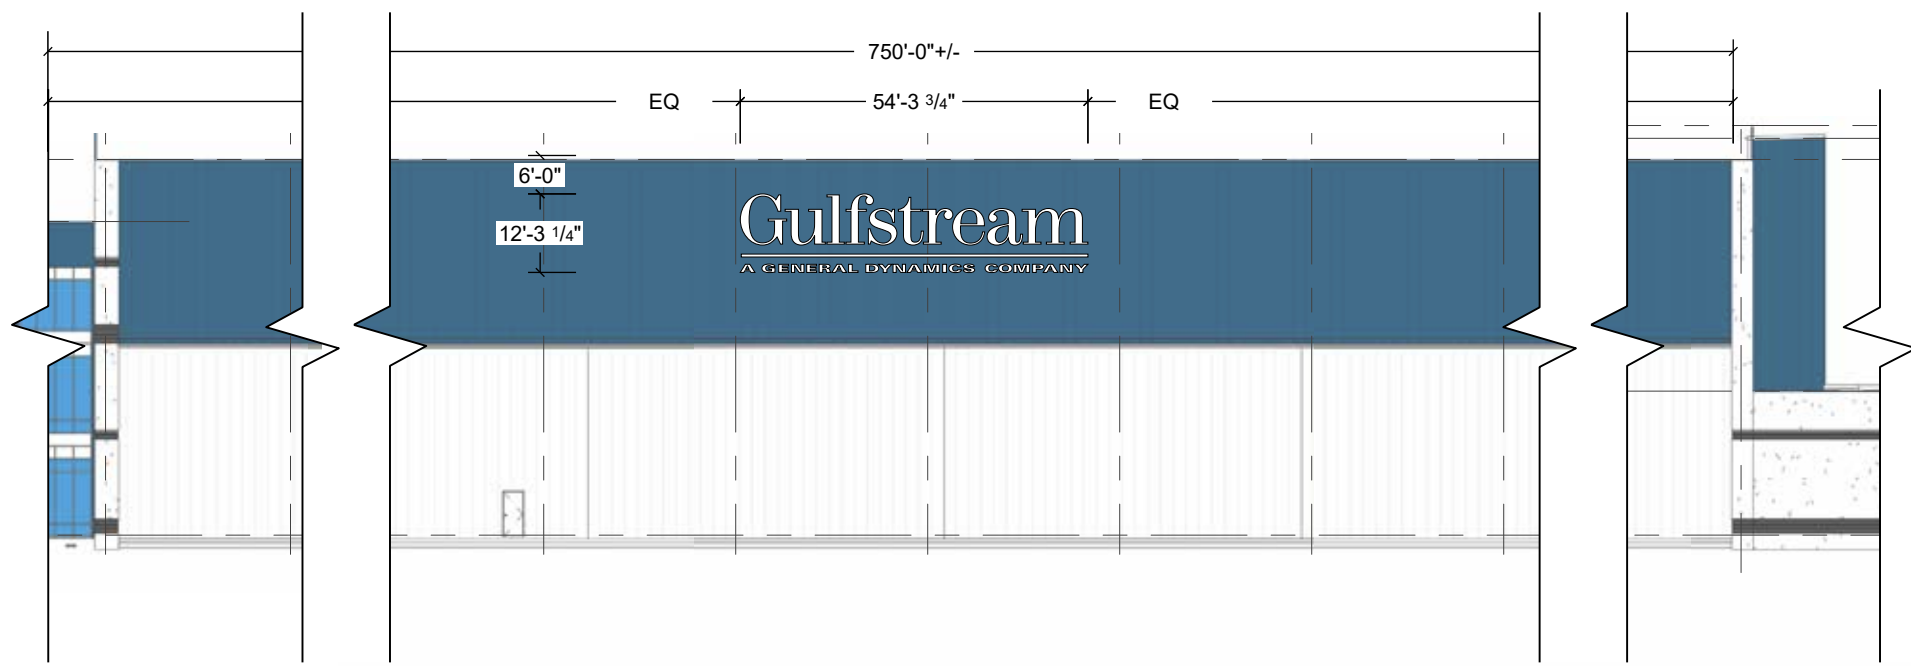 750'-0"+/-
EQ 54'-3 3/4" EQ
6'-0"
12'-3 1/4"
Gulfstream
A GENERAL DYNAMICS COMPANY